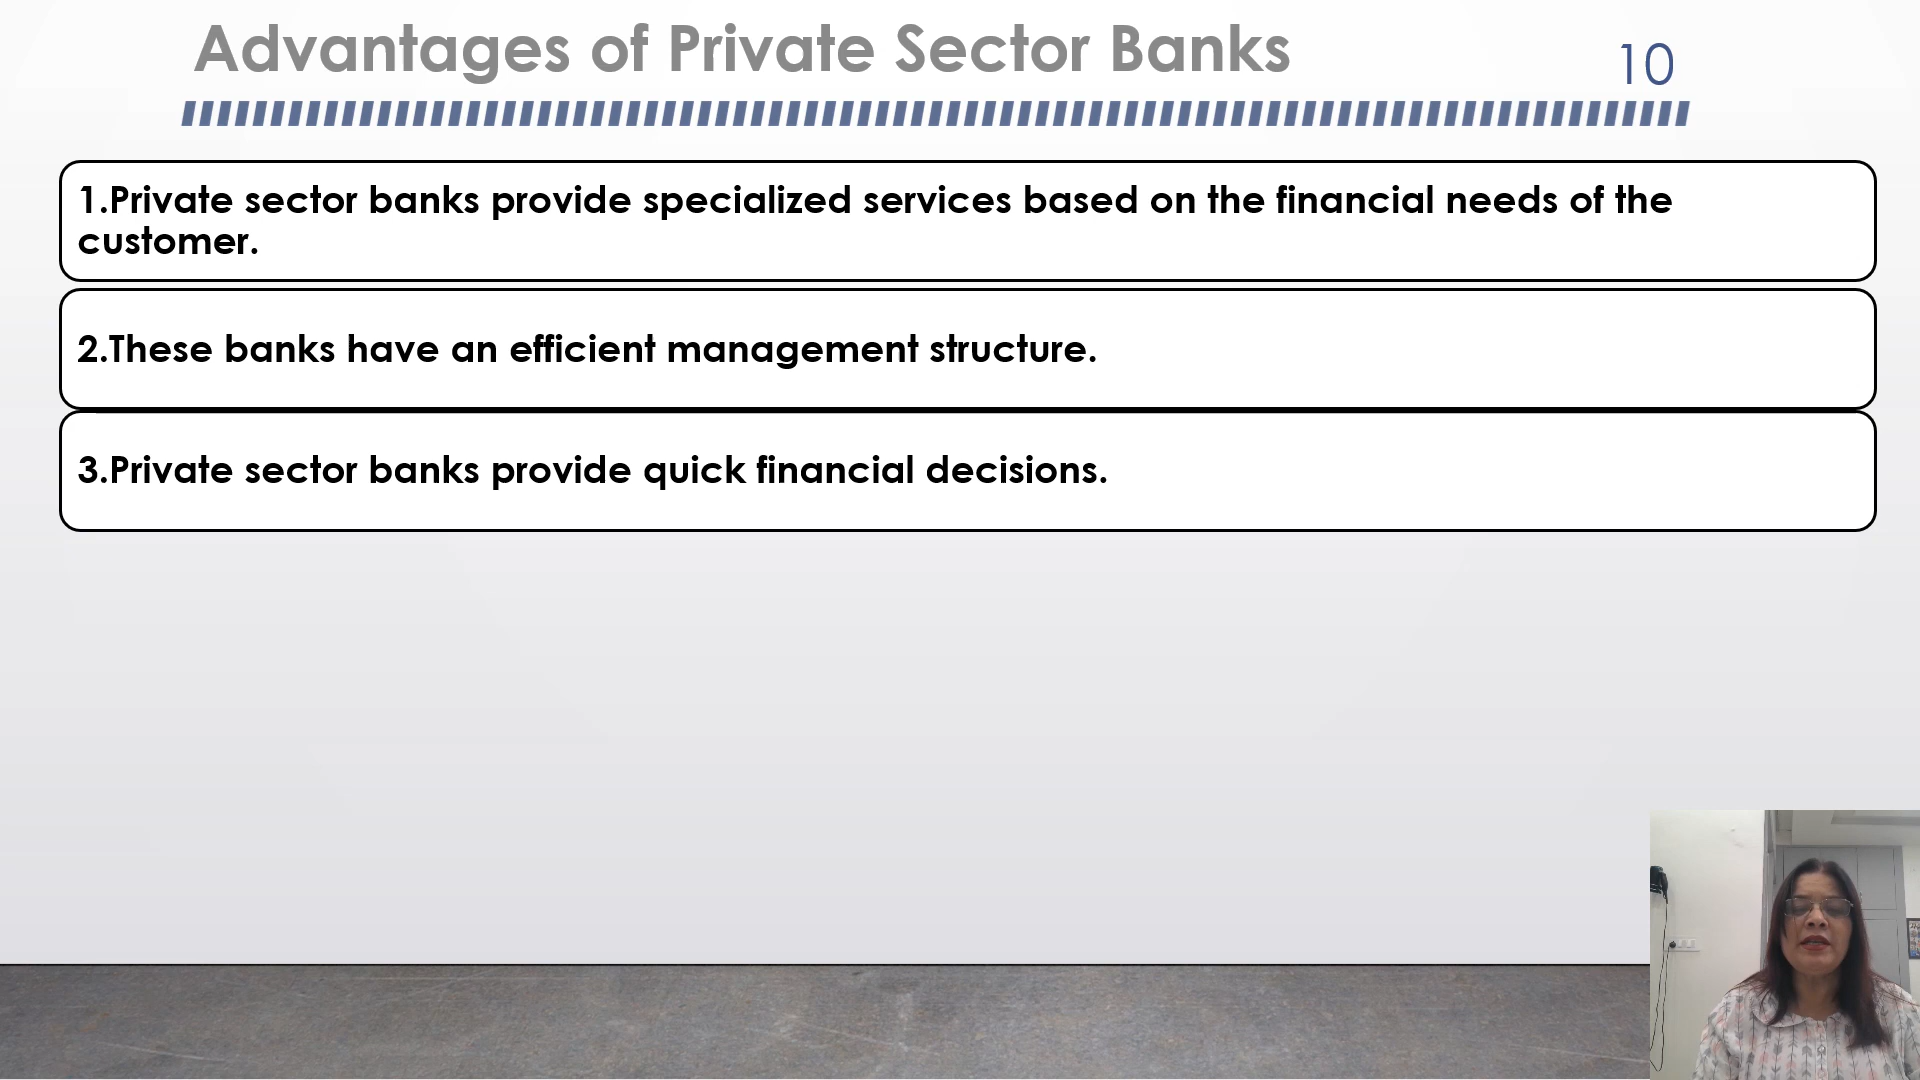 Advantages of Private Sector Banks
10
1.Private sector banks provide specialized services based on the financial needs of the
customer.
2.These banks have an efficient management structure.
3.Private sector banks provide quick financial decisions.